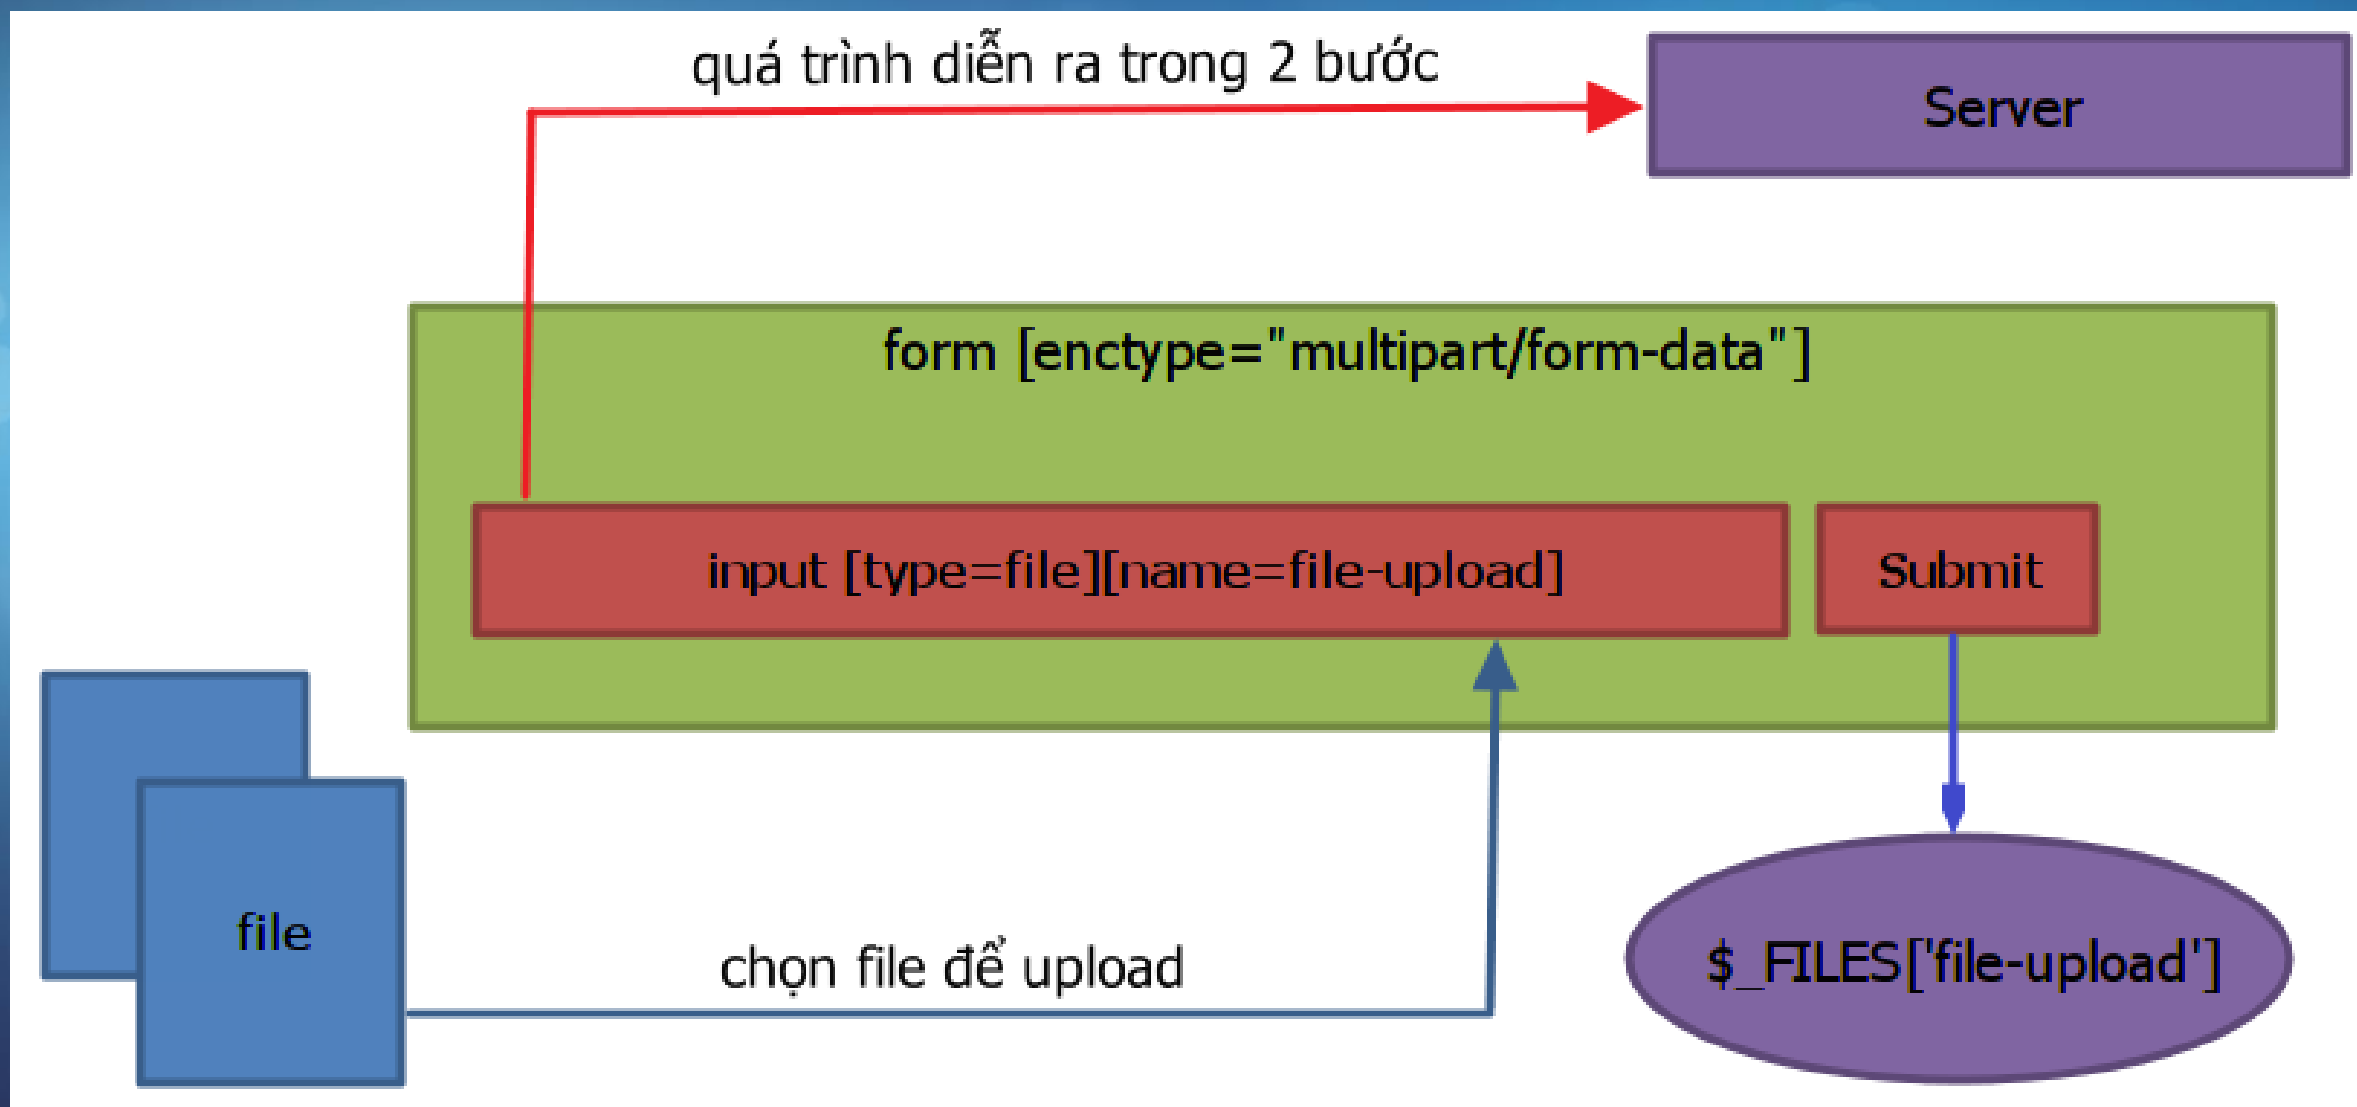 quá trình diễn ra trong 2 bước
Server
form [enctype="multipart/form-data"]
input [type=file][name=file-upload]
Submit
file
chọn file để upload
$_FILES['file-upload']